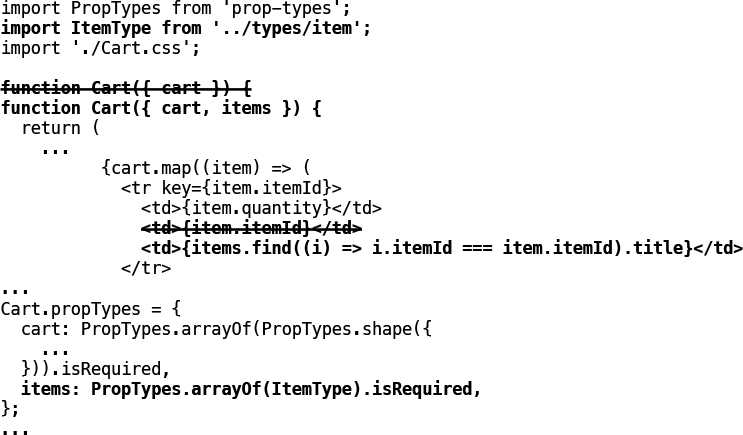 import PropTypes from 'prop-types';
import ItemType from '../types/item';
import './Cart.css';
function Cart({ cart }) {
function Cart({ cart, items }) {
  return (
    ...
          {cart.map((item) => (
            <tr key={item.itemId}>
              <td>{item.quantity}</td>
              <td>{item.itemId}</td>
              <td>{items.find((i) => i.itemId === item.itemId).title}</td>
            </tr>
...
Cart.propTypes = {
  cart: PropTypes.arrayOf(PropTypes.shape({
    ...
  })).isRequired,
  items: PropTypes.arrayOf(ItemType).isRequired,
};
...